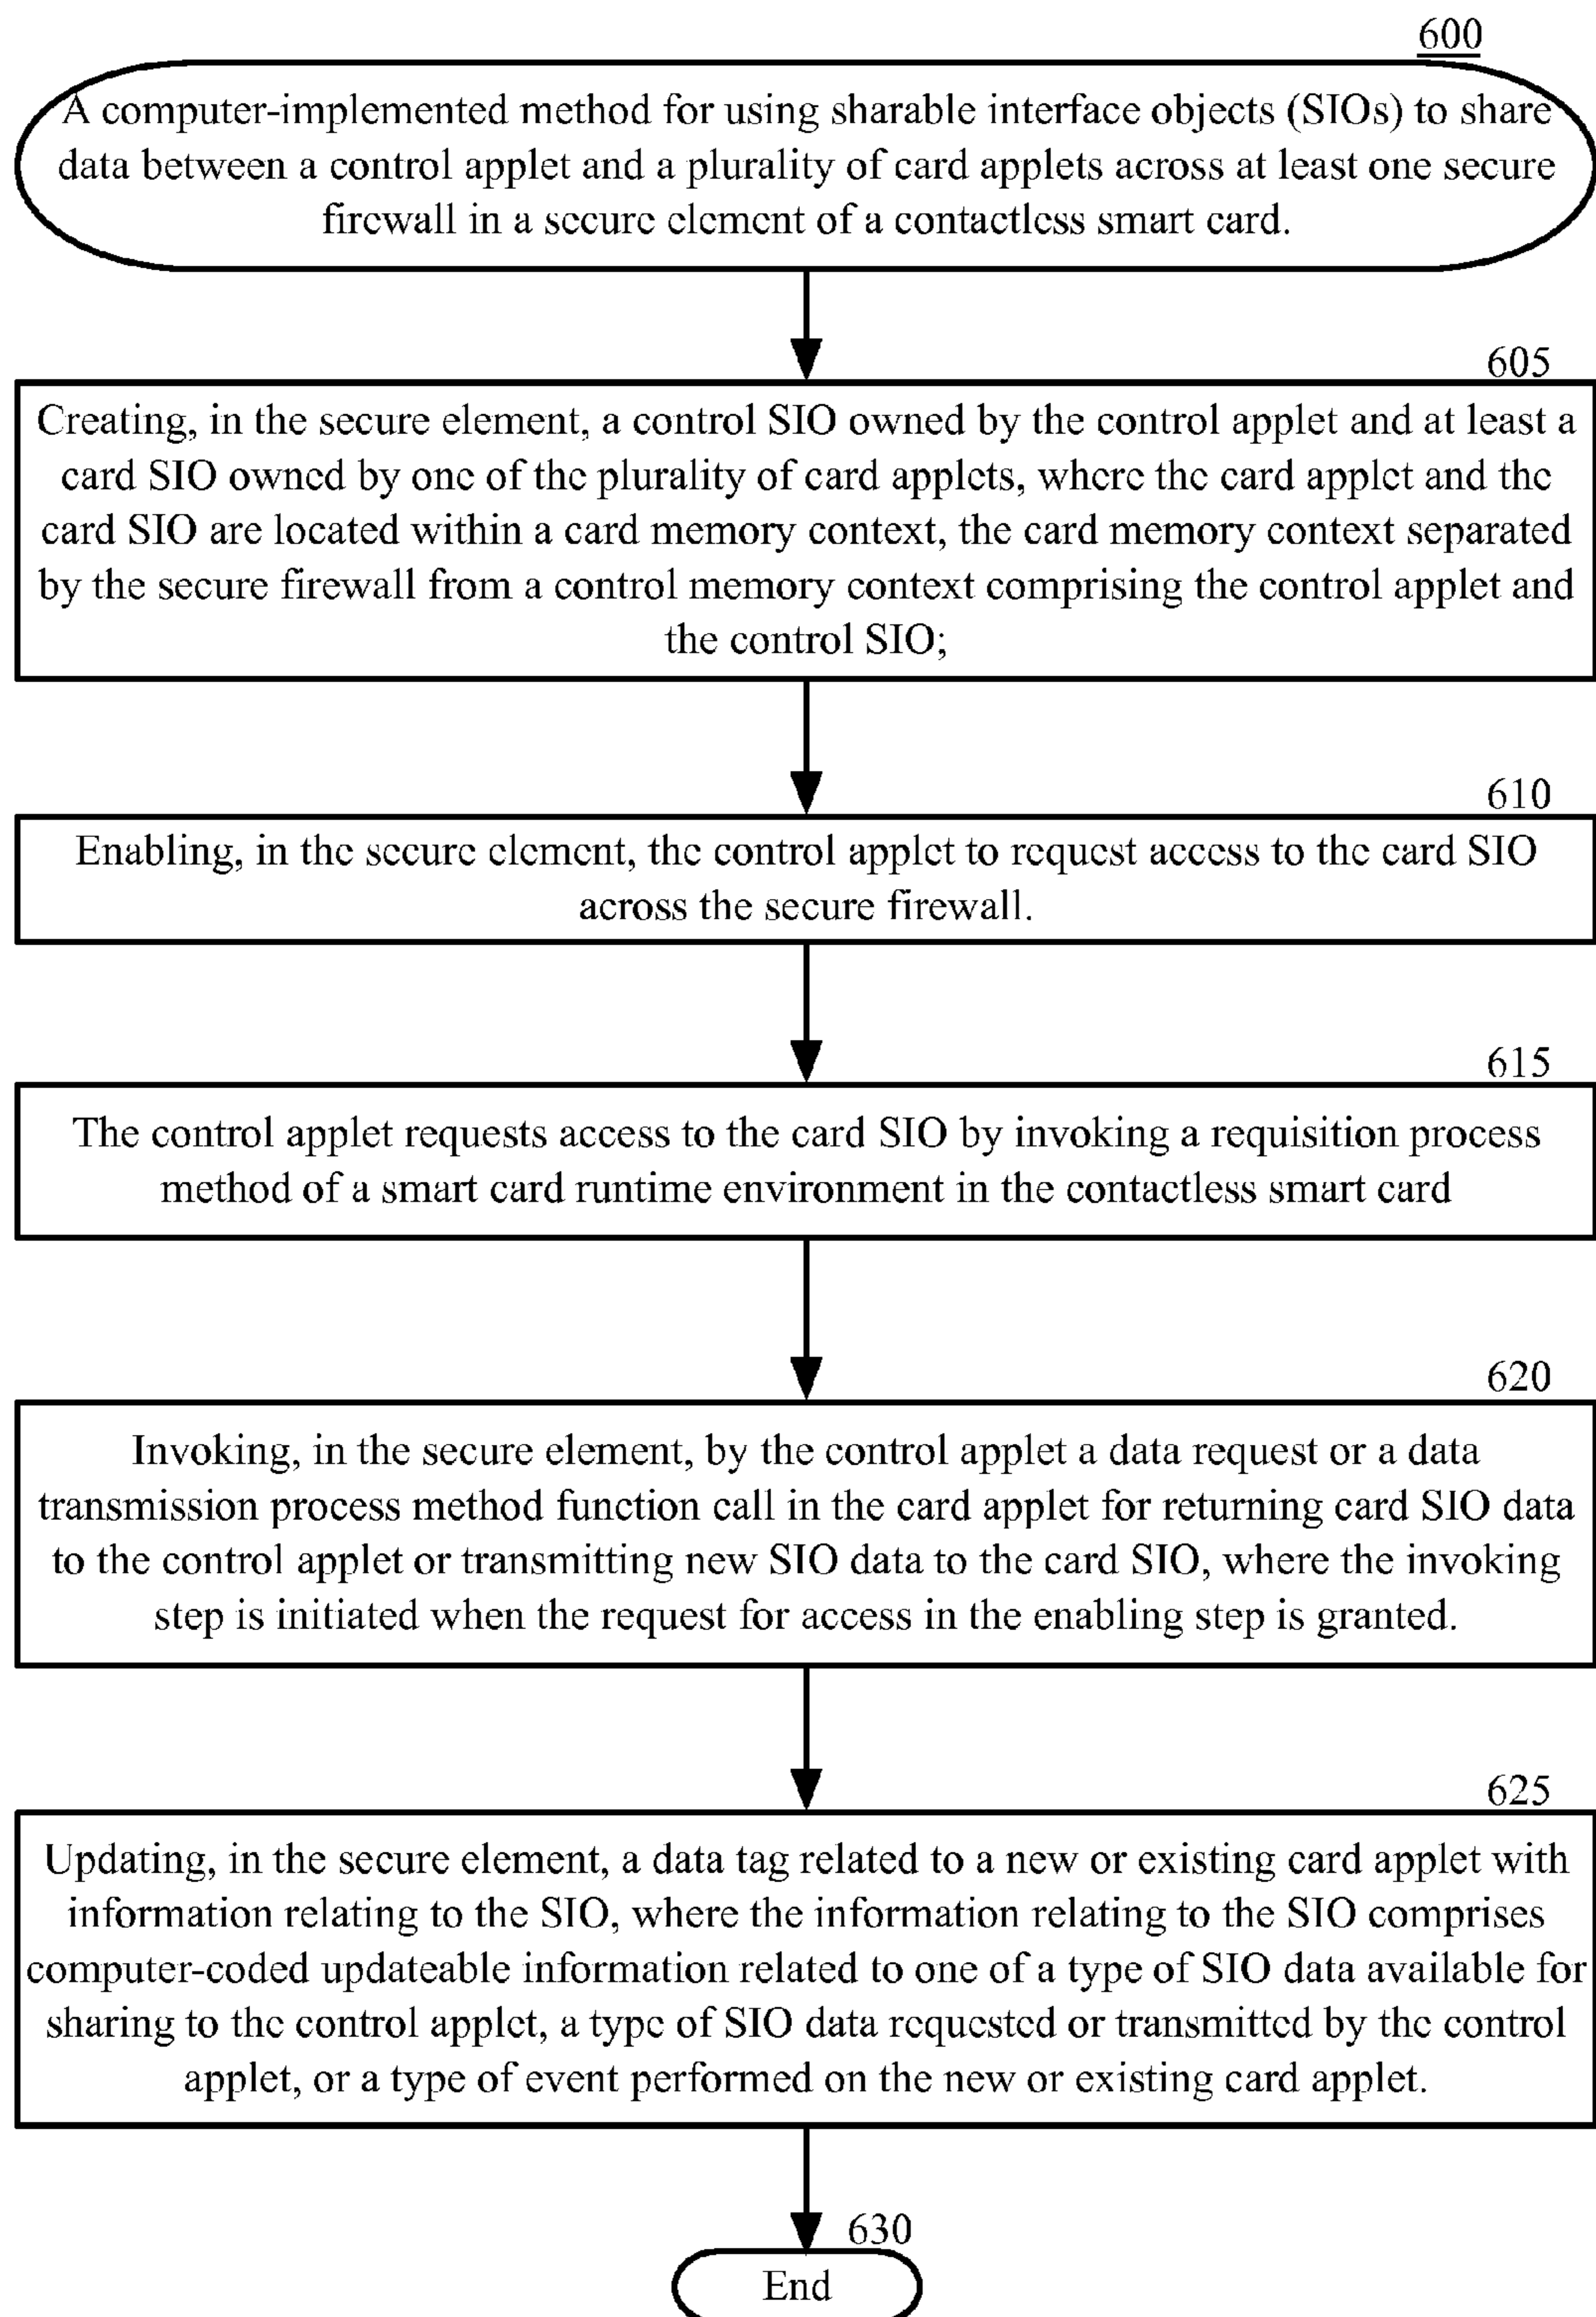 600
A computer-implemented method for using sharable interface objects (SIOs) to share
data between a control applet and a plurality of card applets across at least one secure
firewall in a secure element of a contactless smart card.
605
Creating, in the secure element, a control SIO owned by the control applet and at least a
card SIO owned by one of the plurality of card applets, where the card applet and the
card SIO are located within a card memory context, the card memory context separated
by the secure firewall from a control memory context comprising the control applet and
the control SIO;
610
Enabling, in the secure element, the control applet to request access to the card SIO
across the secure firewall.
615
The control applet requests access to the card SIO by invoking a requisition process
method of a smart card runtime environment in the contactless smart card
620
Invoking, in the secure element, by the control applet a data request or a data
transmission process method function call in the card applet for returning card SIO data
to the control applet or transmitting new SIO data to the card SIO, where the invoking
step is initiated when the request for access in the enabling step is granted.
625
Updating, in the secure element, a data tag related to a new or existing card applet with
information relating to the SIO, where the information relating to the SIO comprises
computer-coded updateable information related to one of a type of SIO data available for
sharing to the control applet, a type of SIO data requested or transmitted by the control
applet, or a type of event performed on the new or existing card applet.
630
End